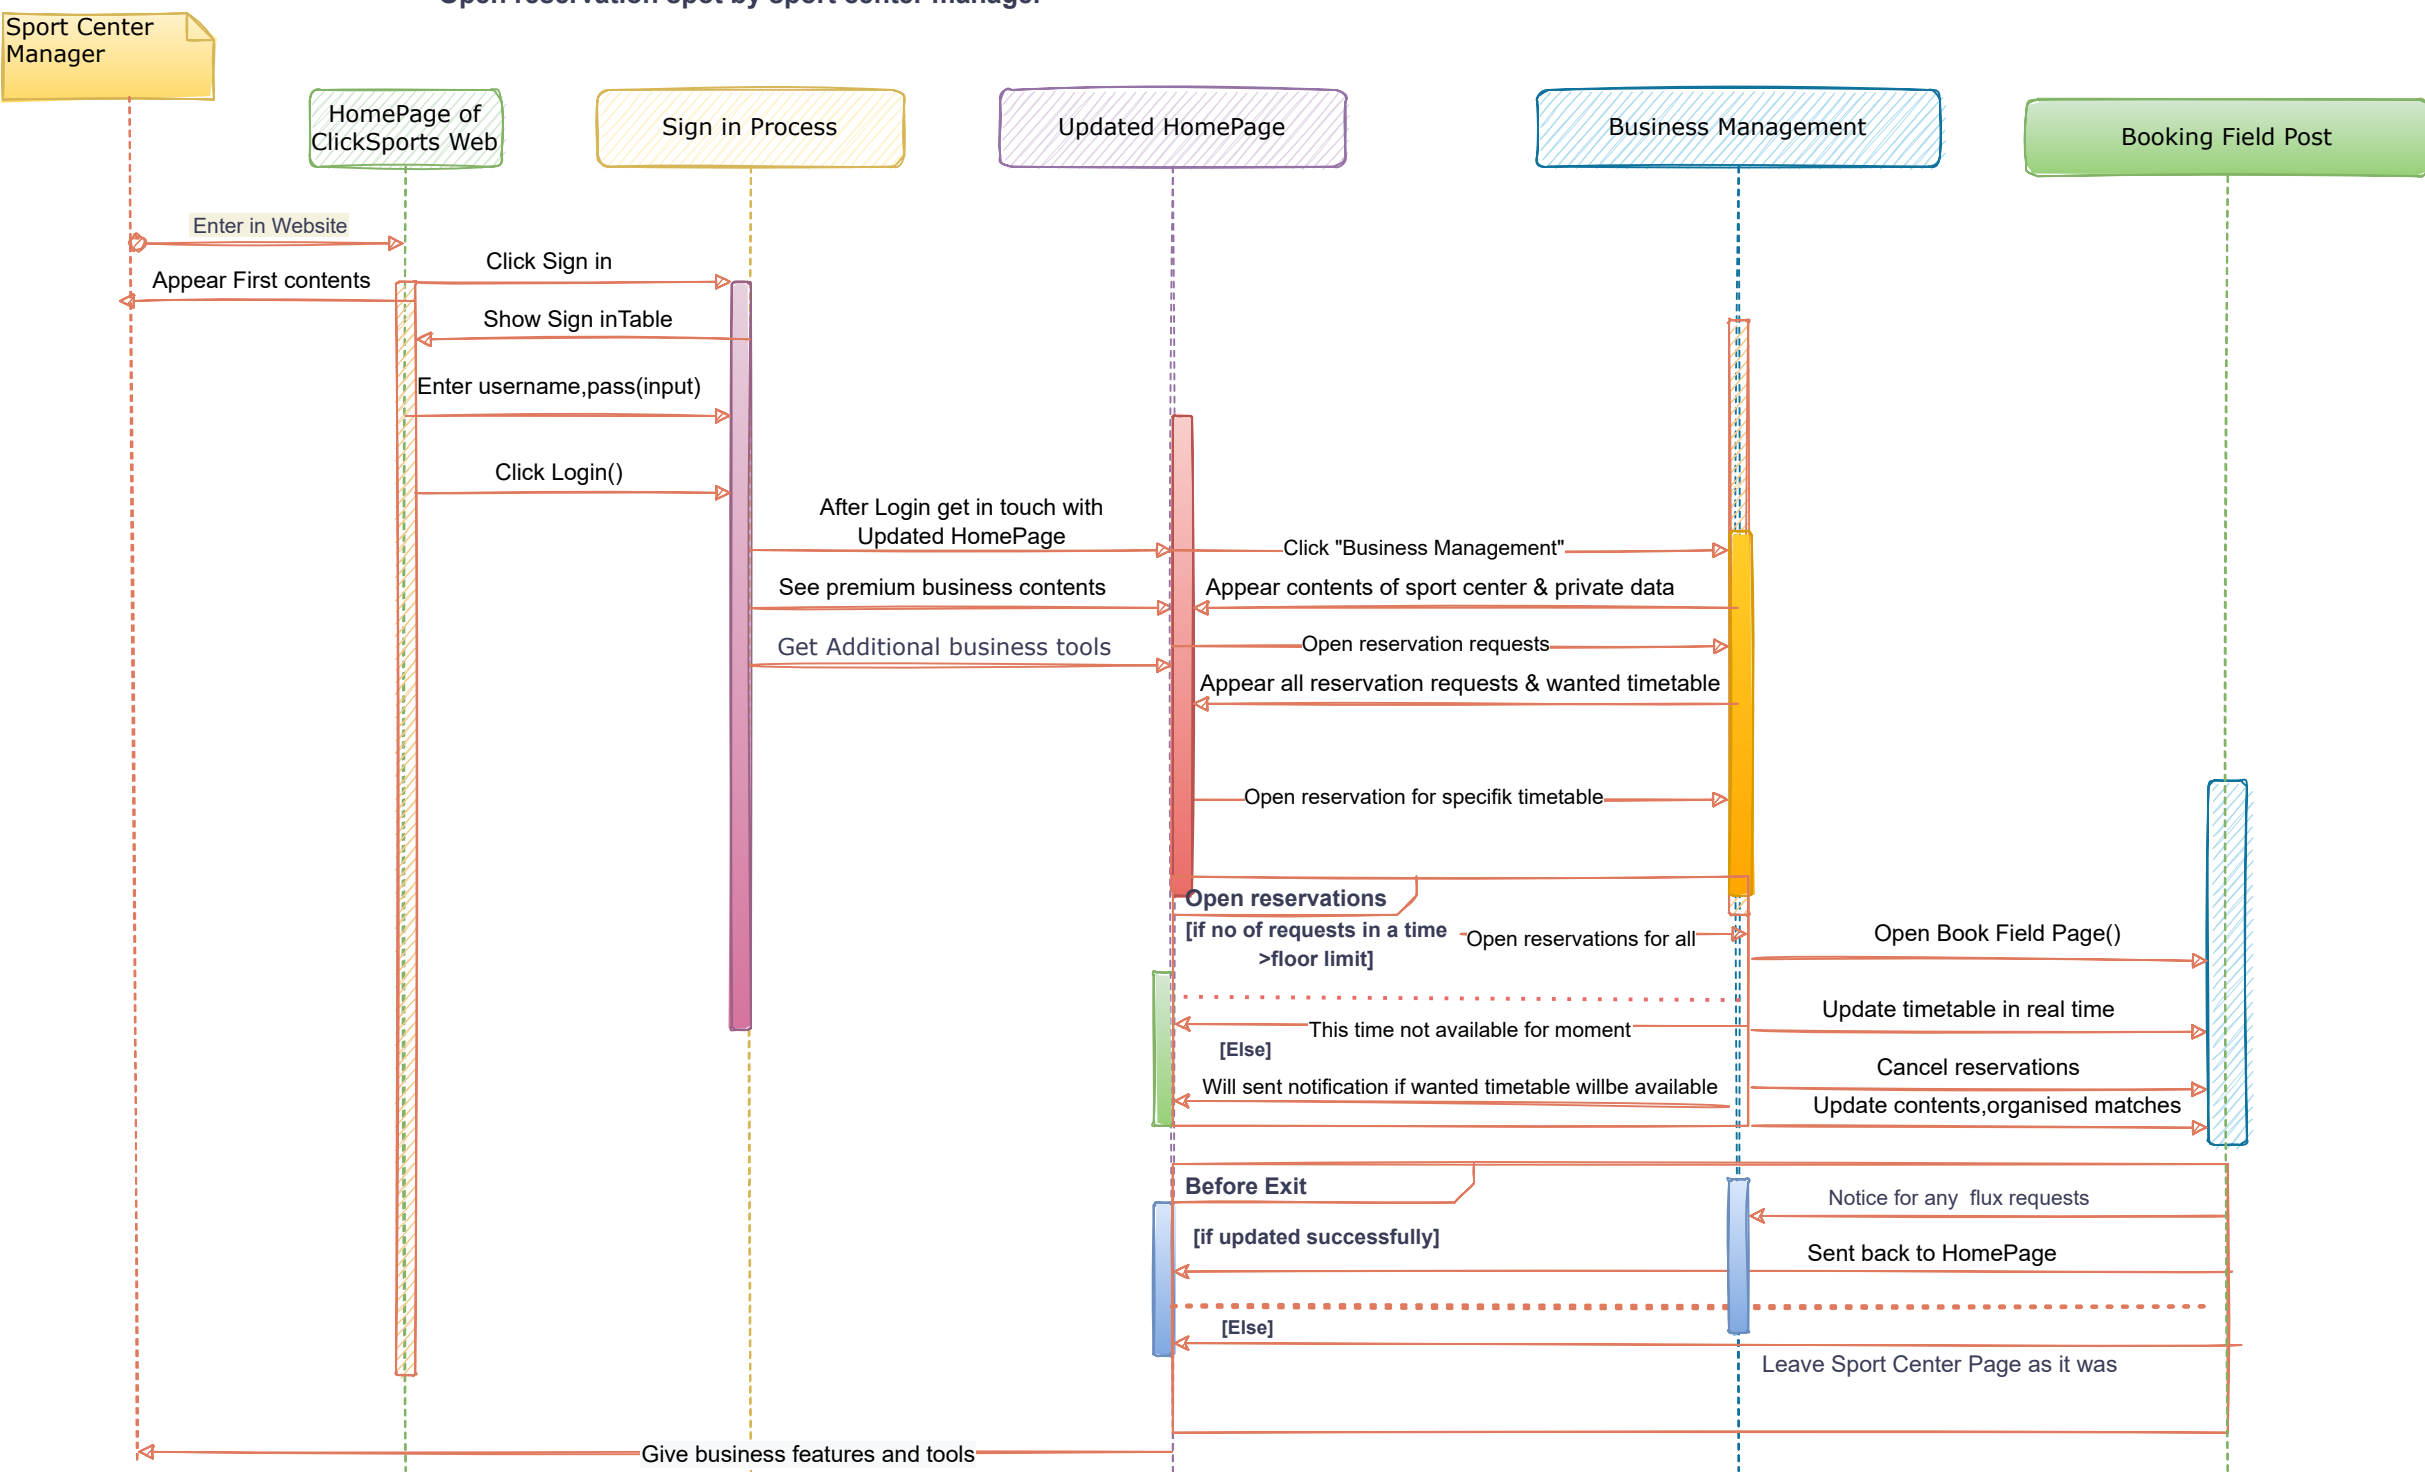 Open reservation spot by sport center manager
Sport Center
Manager
HomePage of
ClickSports Web
Sign in Process
Updated HomePage
Business Management
Booking Field Post
Enter in Website
Click Sign in
Appear First contents
Show Sign inTable
Enter username,pass(input)
Click Login()
After Login get in touch with
Updated HomePage
Click "Business Management"
See premium business contents
Appear contents of sport center & private data
Open reservation requests
Get Additional business tools
Appear all reservation requests & wanted timetable
Open reservation for specifik timetable
Open reservations
[if no of requests in a time
>floor limit]
Open reservations for all
Open Book Field Page()
Update timetable in real time
This time not available for moment
[Else]
Cancel reservations
Will sent notification if wanted timetable willbe available
Update contents,organised matches
Before Exit
Notice for any  flux requests
[if updated successfully]
Sent back to HomePage
[Else]
Leave Sport Center Page as it was
Give business features and tools